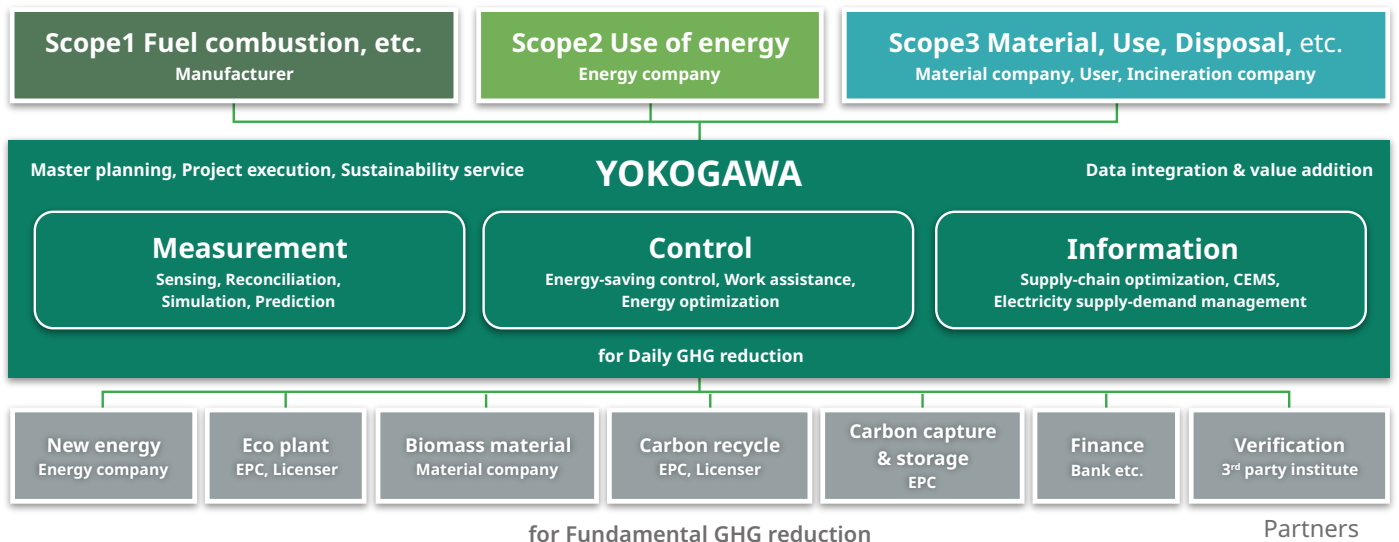 Scope1 Fuel combustion, etc.
Manufacturer
Scope2 Use of energy
Energy company
Scope3 Material, Use, Disposal, etc.
Material company, User, Incineration company
Master planning, Project execution, Sustainability service
YOKOGAWA
Data integration & value addition
Measurement
Sensing, Reconciliation,
Simulation, Prediction
Control
Energy-saving control, Work assistance,
Energy optimization
Information
Supply-chain optimization, CEMS,
Electricity supply-demand management
for Daily GHG reduction
New energy
Energy company
Eco plant
EPC, Licenser
Biomass material
Material company
Carbon recycle
EPC, Licenser
Carbon capture
& storage
EPC
Finance
Bank etc.
Verification
3rd party institute
for Fundamental GHG reduction
Partners